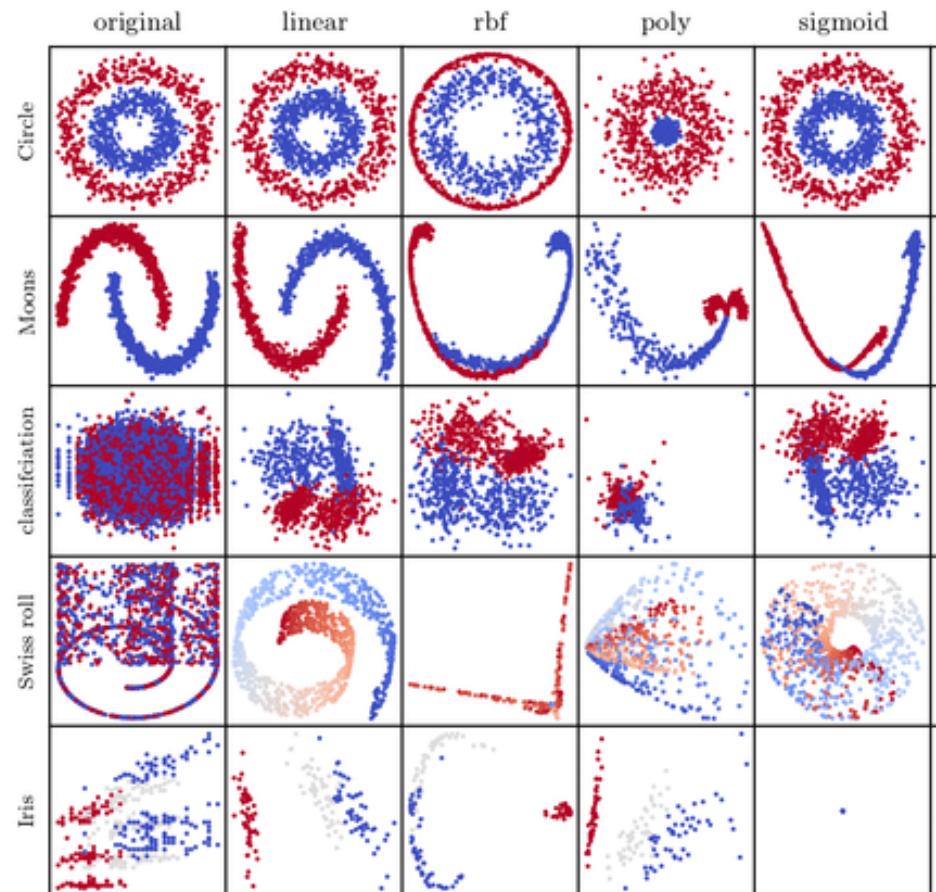 original linear rbf poly sigmoid
Circle
Moons
classifciation
Swiss roll
Iris